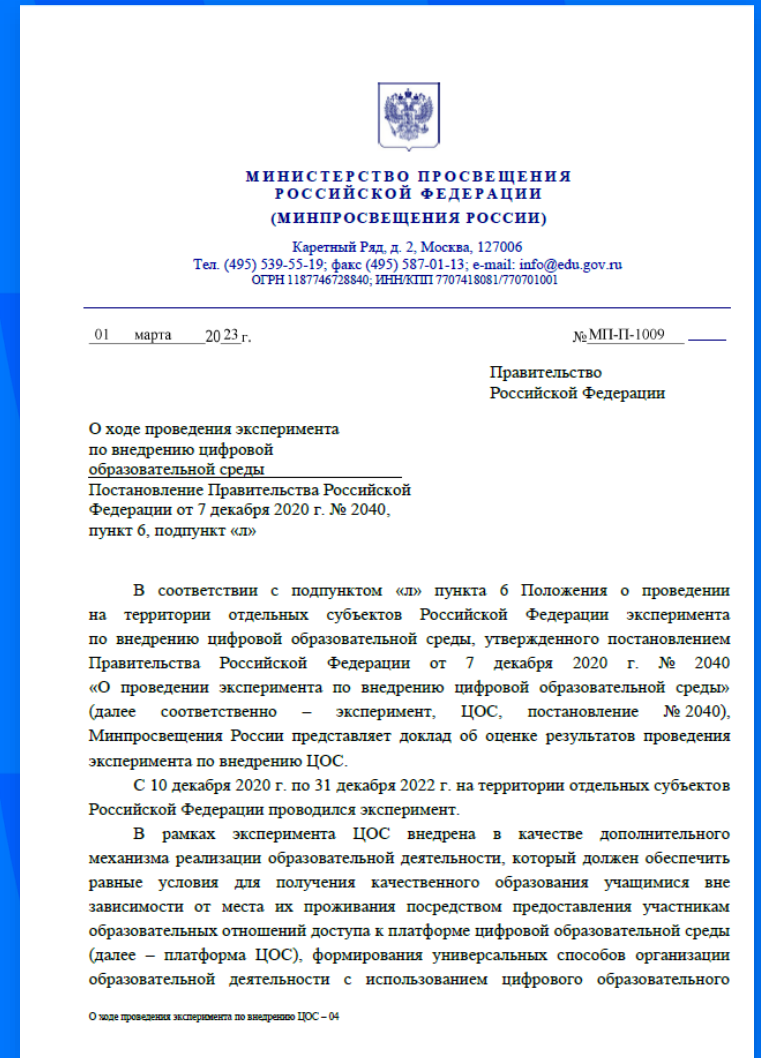 МИНИСТЕРСТВО ПРОСВЕЩЕНИЯ
РОССИЙСКОЙ ФЕДЕРАЦИИ
(МИНПРОСВЕЩЕНИЯ РОССИИ)
Каретный Ряд, д. 2, Москва, 127006
Тел. (495) 539-55-19; факс (495) 587-01-13; e-mail: info@edu.gov.ru
ОГРН 1187746728840; ИНН/КПП 7707418081/770701001
01 марта 2023 г. № МП-П-1009
Правительство
Российской Федерации
О ходе проведения эксперимента
по внедрению цифровой
образовательной среды
Постановление Правительства Российской
Федерации от 7 декабря 2020 г. № 2040,
пункт 6, подпункт «л»
В соответствии с подпунктом «л» пункта 6 Положения о проведении
на территории отдельных субъектов Российской Федерации эксперимента
по внедрению цифровой образовательной среды, утвержденного постановлением
Правительства Российской Федерации от 7 декабря 2020 г. № 2040
«О проведении эксперимента по внедрению цифровой образовательной среды»
(далее соответственно – эксперимент, ЦОС, постановление № 2040),
Минпросвещения России представляет доклад об оценке результатов проведения
эксперимента по внедрению ЦОС.
С 10 декабря 2020 г. по 31 декабря 2022 г. на территории отдельных субъектов
Российской Федерации проводился эксперимент.
В рамках эксперимента ЦОС внедрена в качестве дополнительного
механизма реализации образовательной деятельности, который должен обеспечить
равные условия для получения качественного образования учащимися вне
зависимости от места их проживания посредством предоставления участникам
образовательных отношений доступа к платформе цифровой образовательной среды
(далее – платформа ЦОС), формирования универсальных способов организации
образовательной деятельности с использованием цифрового образовательного
О ходе проведения эксперимента по внедрению ЦОС – 04